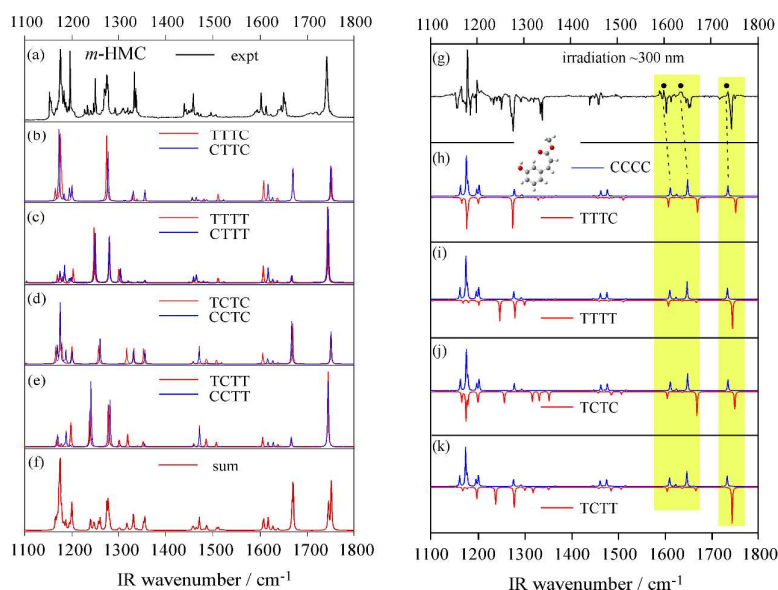 1100 1200 1300 1400 1500 1600 1700 1800
(a) m-HMC expt
(b) TTTC
CTTC
(c) TTTT
CTTT
(d) TCTC
CCTC
(e) TCTT
CCTT
(f) sum
1100 1200 1300 1400 1500 1600 1700 1800
IR wavenumber / cm-1
1100 1200 1300 1400 1500 1600 1700 1800
(g) irradiation ~300 nm
(h) CCCC
TTTC
(i)
TTTT
(j)
TCTC
(k)
TCTT
1100 1200 1300 1400 1500 1600 1700 1800
IR wavenumber / cm-1